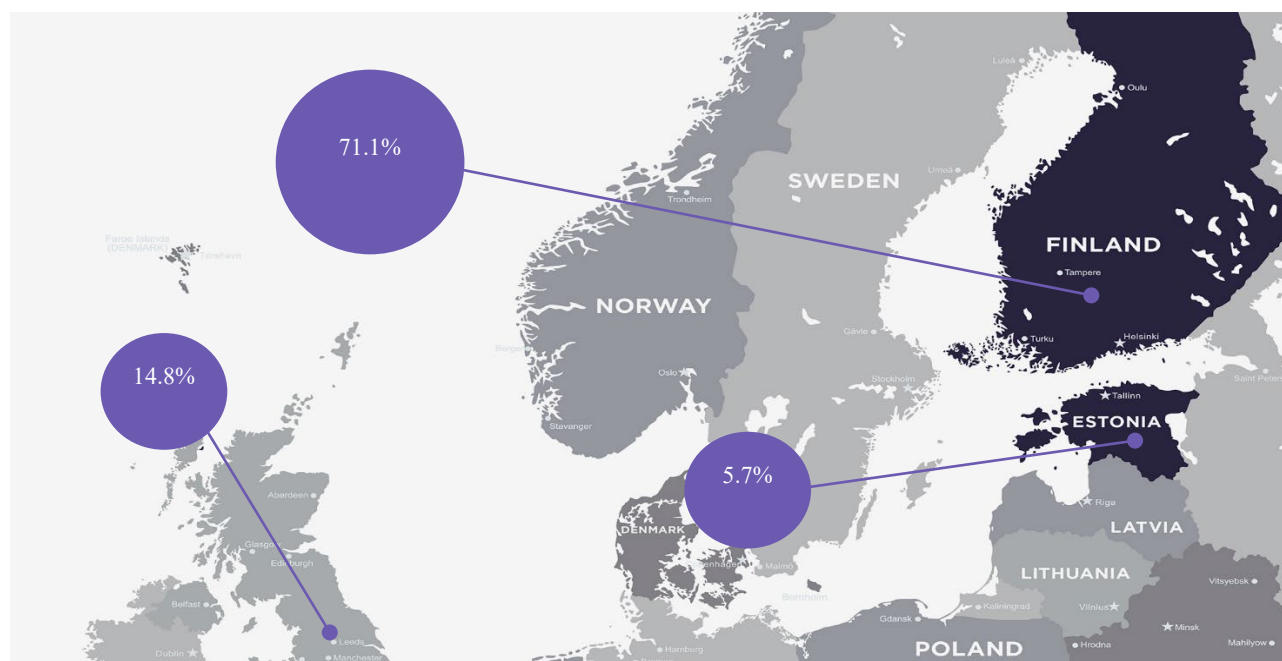 Luleå
Oulu
71.1%
Umeå
SWEDEN
Trondheim
FINLAND
Faroe Islands
(DENMARK)
Tórshavn
Tampere
NORWAY
Gävle
Turku
Helsinki
Bergen
Oslo
Stockholm
Saint Peters
14.8%
Tallinn
ESTONIA
Stavanger
5.7%
Aberdeen
Riga
LATVIA
DENMARK
Glasgow
Edinburgh
penhagen
Malmö
LITHUANIA
Vitsyebsk
Bornholm
Belfast
Kaliningrad
Vilnius
Gdansk
Minsk
Leeds
Dublin
Manchester
Hamburg
POLAND
Hrodna
Mahilyow